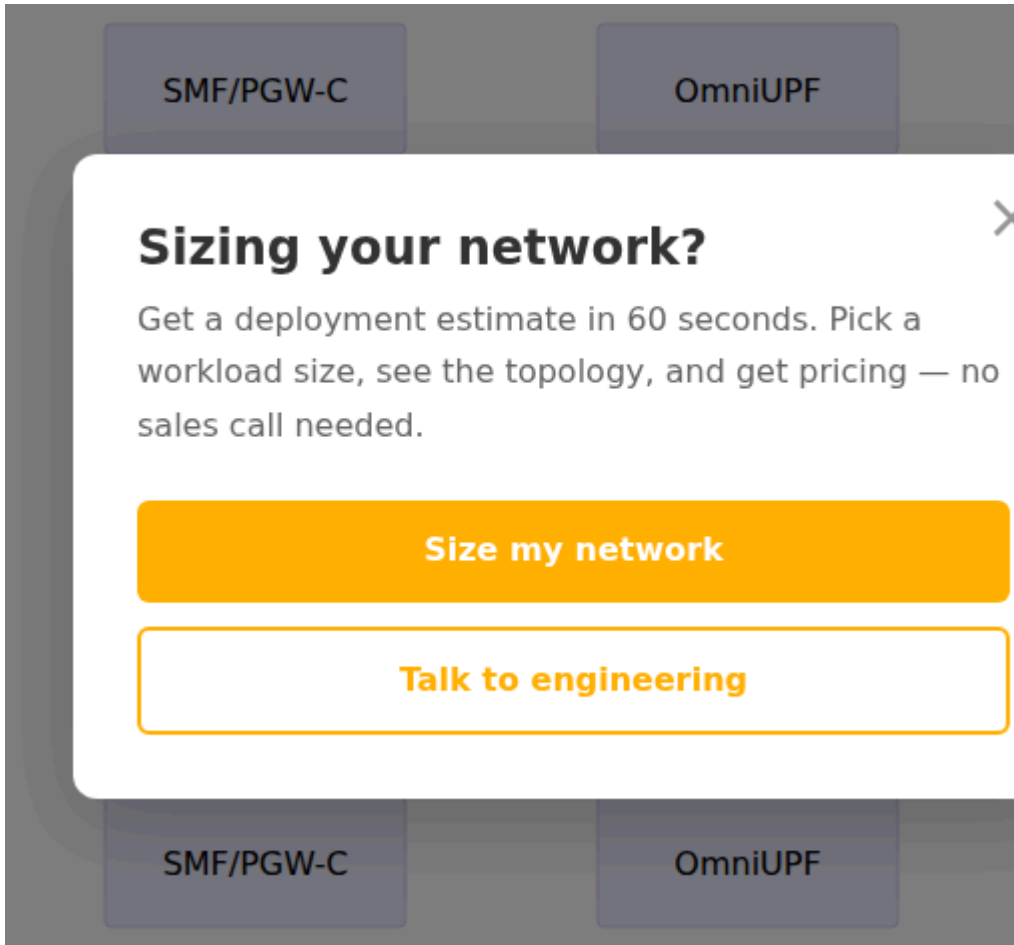 SMF/PGW-C OmniUPF
Sizing your network?
Get a deployment estimate in 60 seconds. Pick a
workload size, see the topology, and get pricing — no
sales call needed.
Size my network
Talk to engineering
SMF/PGW-C OmniUPF